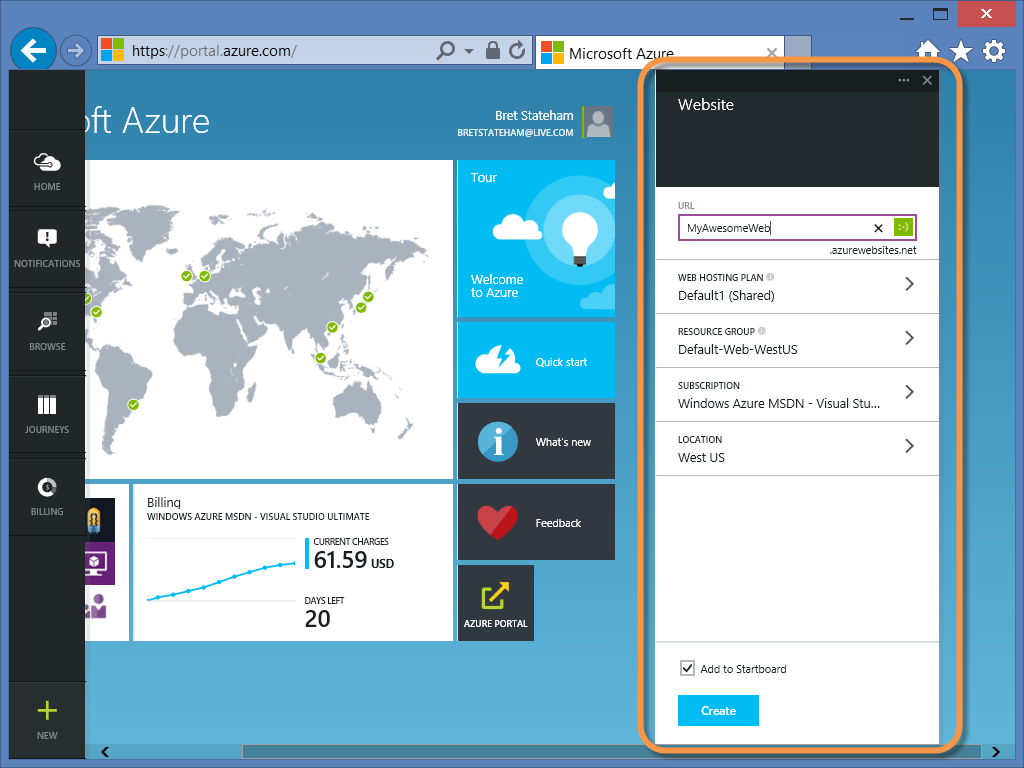 https://portal.azure.com/
Microsoft Azure
oft Azure
Bret Stateham
BRETSTATEHAM@LIVE.COM
HOME
NOTIFICATIONS
BROWSE
JOURNEYS
BILLING
NEW
Tour
Welcome
to Azure
Quick start
What's new
Feedback
AZURE PORTAL
Billing
WINDOWS AZURE MSDN - VISUAL STUDIO ULTIMATE
CURRENT CHARGES
61.59 USD
DAYS LEFT
20
Website
URL
MyAwesomeWeb
:-)
.azurewebsites.net
WEB HOSTING PLAN
Default1 (Shared)
RESOURCE GROUP
Default-Web-WestUS
SUBSCRIPTION
Windows Azure MSDN - Visual Stu...
LOCATION
West US
Add to Startboard
Create